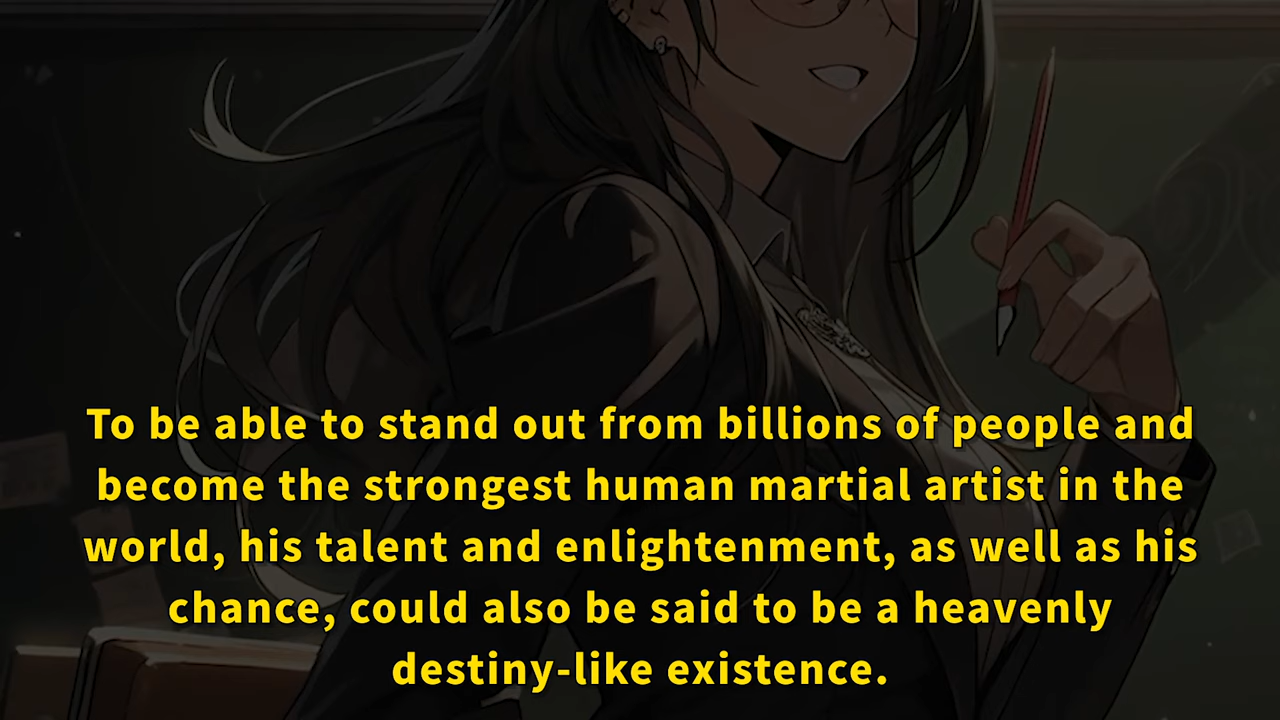 To be able to stand out from billions of people and
become the strongest human martial artist in the
world, his talent and enlightenment, as well as his
chance, could also be said to be a heavenly
destiny-like existence.